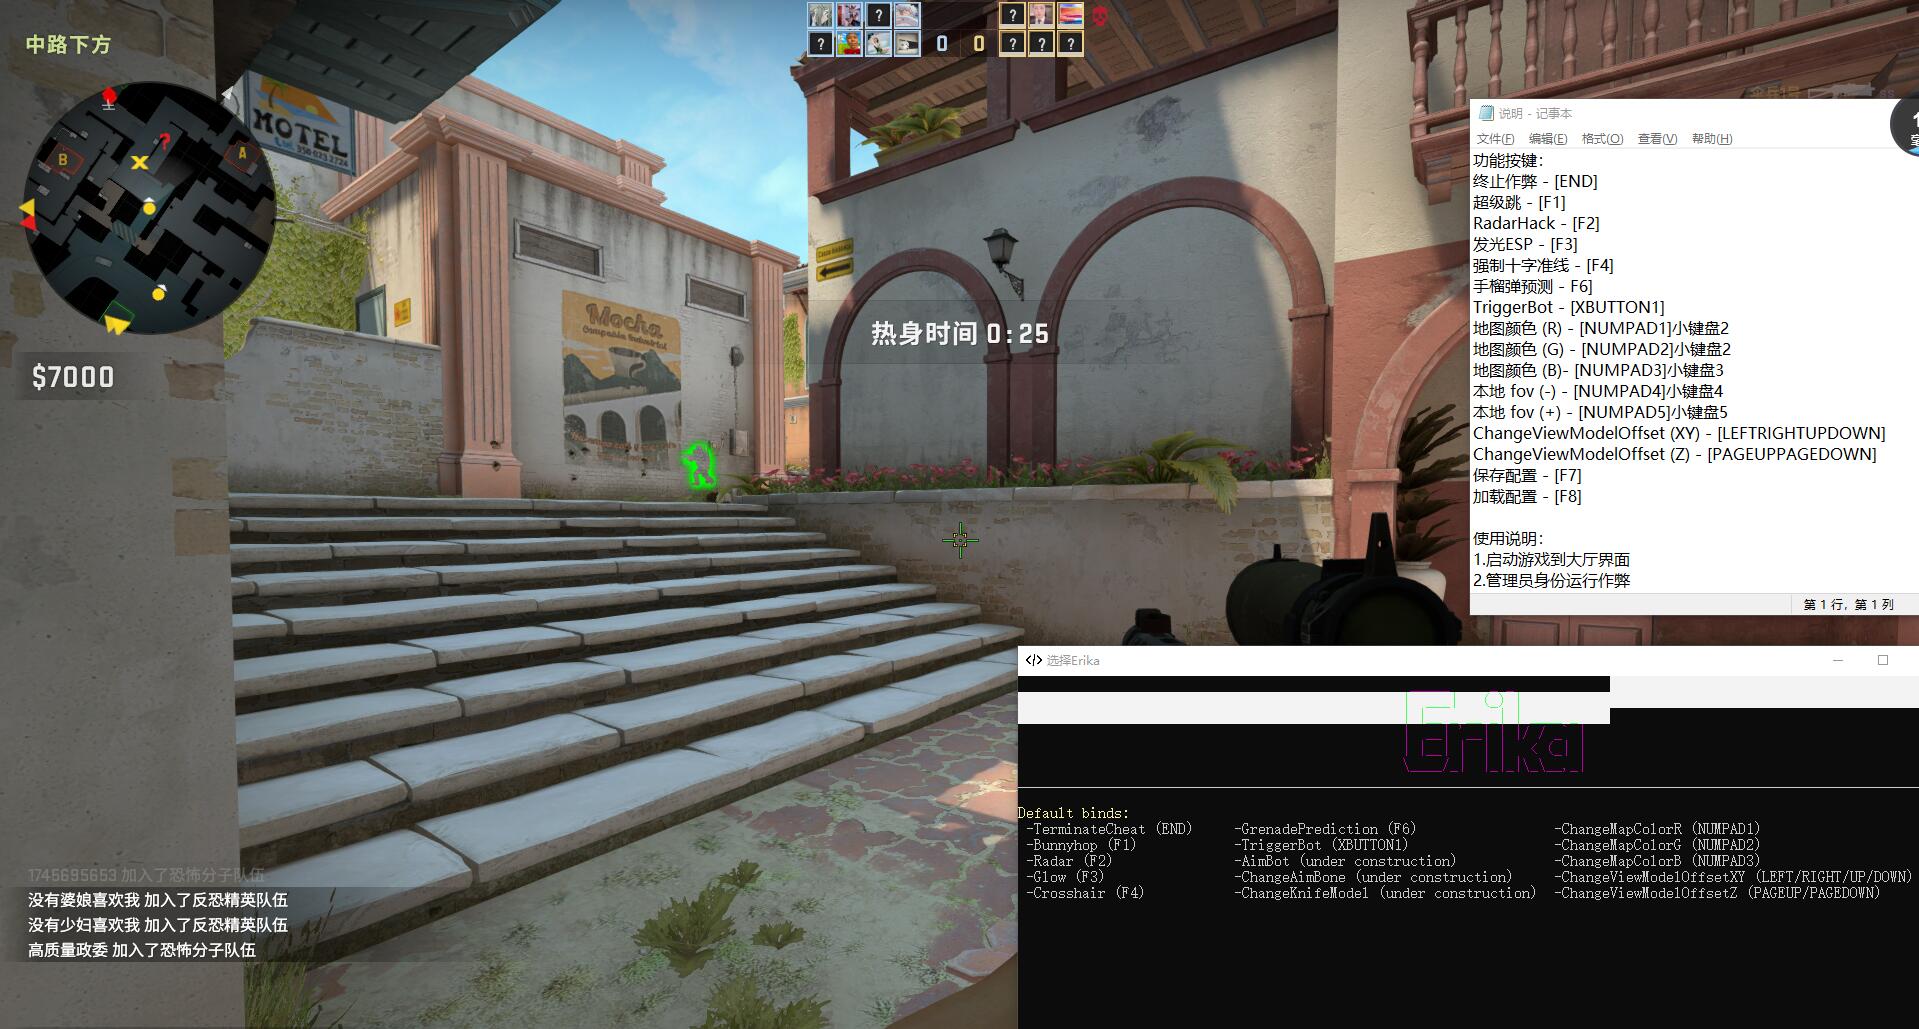 中路下方
B
A
$7000
0 0
?
?
?
?
?
?
MOTEL
tel. 350-023 2724
Mocha
Compañía Industrial
热身时间 0:25
1745695653 加入了恐怖分子队伍
没有婆娘喜欢我 加入了反恐精英队伍
没有少妇喜欢我 加入了反恐精英队伍
高质量政委 加入了恐怖分子队伍
说明 - 记事本
文件(F) 编辑(E) 格式(O) 查看(V) 帮助(H)
功能按键：
终止作弊 - [END]
超级跳 - [F1]
RadarHack - [F2]
发光ESP - [F3]
强制十字准线 - [F4]
手榴弹预测 - F6]
TriggerBot - [XBUTTON1]
地图颜色 (R) - [NUMPAD1]小键盘2
地图颜色 (G) - [NUMPAD2]小键盘2
地图颜色 (B)- [NUMPAD3]小键盘3
本地 fov (-) - [NUMPAD4]小键盘4
本地 fov (+) - [NUMPAD5]小键盘5
ChangeViewModelOffset (XY) - [LEFTRIGHTUPDOWN]
ChangeViewModelOffset (Z) - [PAGEUPPAGEDOWN]
保存配置 - [F7]
加载配置 - [F8]
使用说明：
1.启动游戏到大厅界面
2.管理员身份运行作弊
第 1 行，第 1 列
选择Erika
Erika
Default binds:
-TerminateCheat (END) -GrenadePrediction (F6) -ChangeMapColorR (NUMPAD1)
-Bunnyhop (F1) -TriggerBot (XBUTTON1) -ChangeMapColorG (NUMPAD2)
-Radar (F2) -AimBot (under construction) -ChangeMapColorB (NUMPAD3)
-Glow (F3) -ChangeAimBone (under construction) -ChangeViewModelOffsetXY (LEFT/RIGHT/UP/DOWN)
-Crosshair (F4) -ChangeKnifeModel (under construction) -ChangeViewModelOffsetZ (PAGEUP/PAGEDOWN)